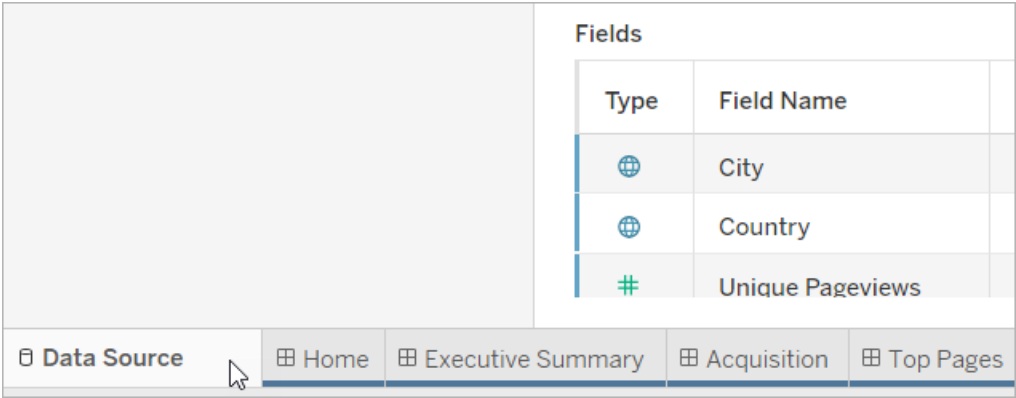 Fields
Type Field Name
City
Country
Unique Pageviews
Data Source Home Executive Summary Acquisition Top Pages